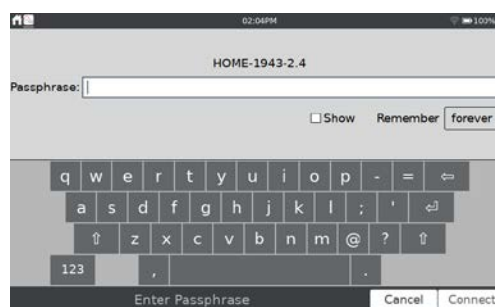 02:04PM 100%
HOME-1943-2.4
Passphrase:
Show Remember forever
q w e r t y u i o p - =
a s d f g h j k l ; '
z x c v b n m @ ?
123 , .
Enter Passphrase Cancel Connect